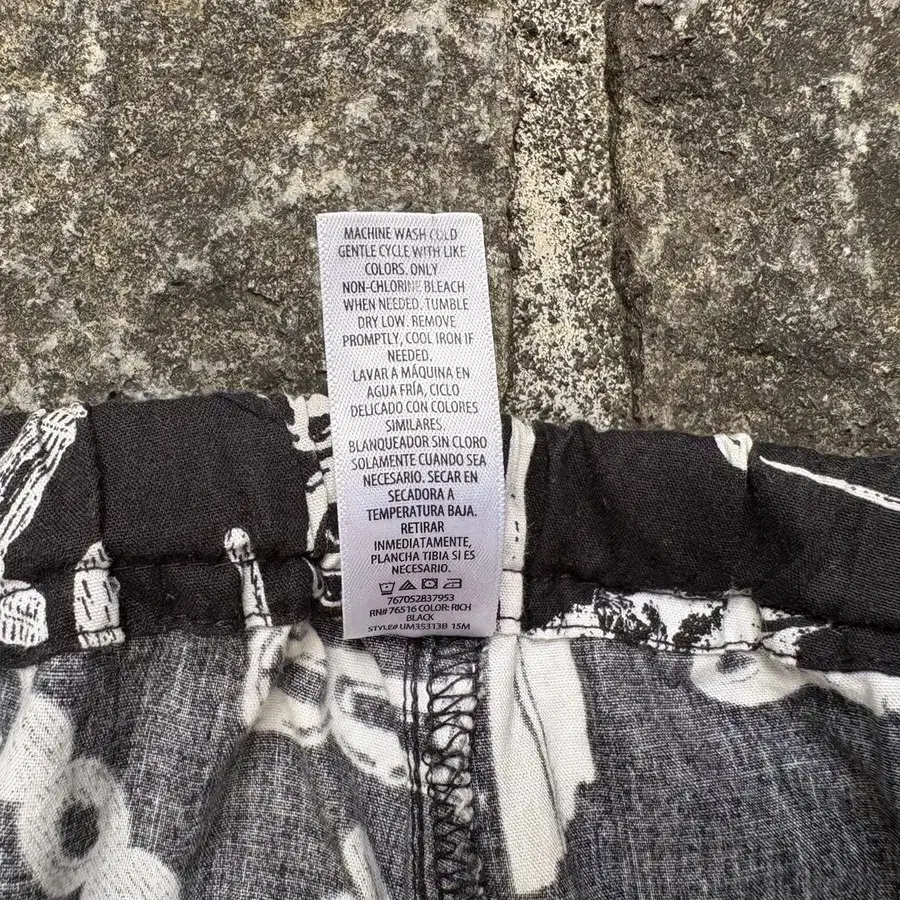 MACHINE WASH COLD
GENTLE CYCLE WITH LIKE
COLORS. ONLY
NON-CHLORINE BLEACH
WHEN NEEDED. TUMBLE
DRY LOW. REMOVE
PROMPTLY, COOL IRON IF
NEEDED.
LAVAR A MÁQUINA EN
AGUA FRÍA, CICLO
DELICADO CON COLORES
SIMILARES.
BLANQUEADOR SIN CLORO
SOLAMENTE CUANDO SEA
NECESARIO. SECAR EN
SECADORA A
TEMPERATURA BAJA.
RETIRAR
INMEDIATAMENTE,
PLANCHA TIBIA SI ES
NECESARIO.
767052837953
RN# 76516 COLOR: RICH
BLACK
STYLE# UM35313B 15M